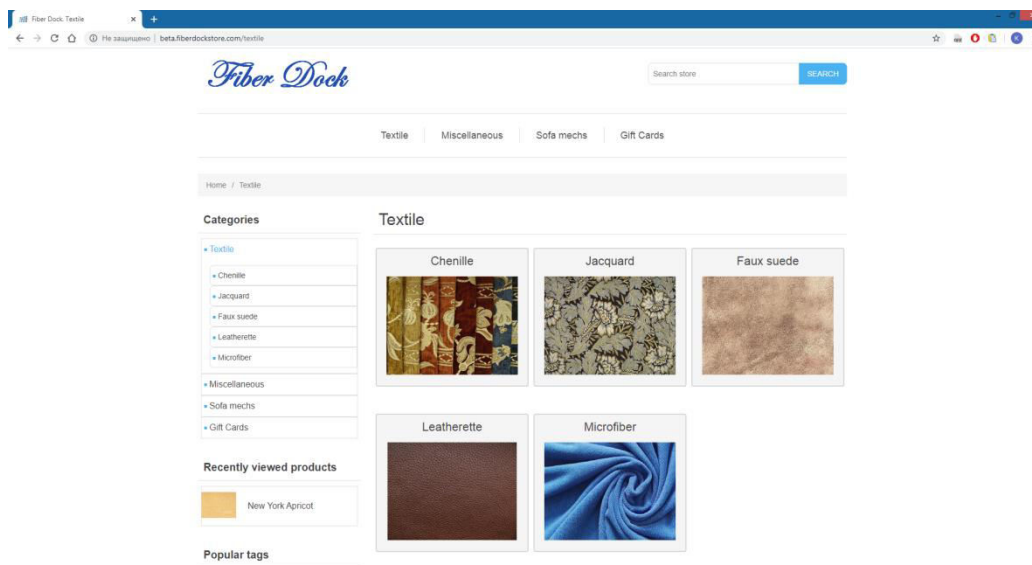 Fiber Dock. Textile
Не защищено | beta.fiberdockstore.com/textile
Fiber Dock
Search store
SEARCH
Textile
Miscellaneous
Sofa mechs
Gift Cards
Home / Textile
Categories
Textile
Chenille
Jacquard
Faux suede
Leatherette
Microfiber
Miscellaneous
Sofa mechs
Gift Cards
Recently viewed products
New York Apricot
Popular tags
Textile
Chenille
Jacquard
Faux suede
Leatherette
Microfiber